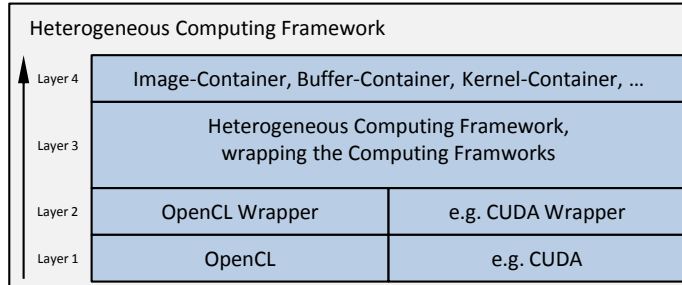 Heterogeneous Computing Framework
Layer 4
Image-Container, Buffer-Container, Kernel-Container, ...
Layer 3
Heterogeneous Computing Framework,
wrapping the Computing Framworks
Layer 2
OpenCL Wrapper
e.g. CUDA Wrapper
Layer 1
OpenCL
e.g. CUDA